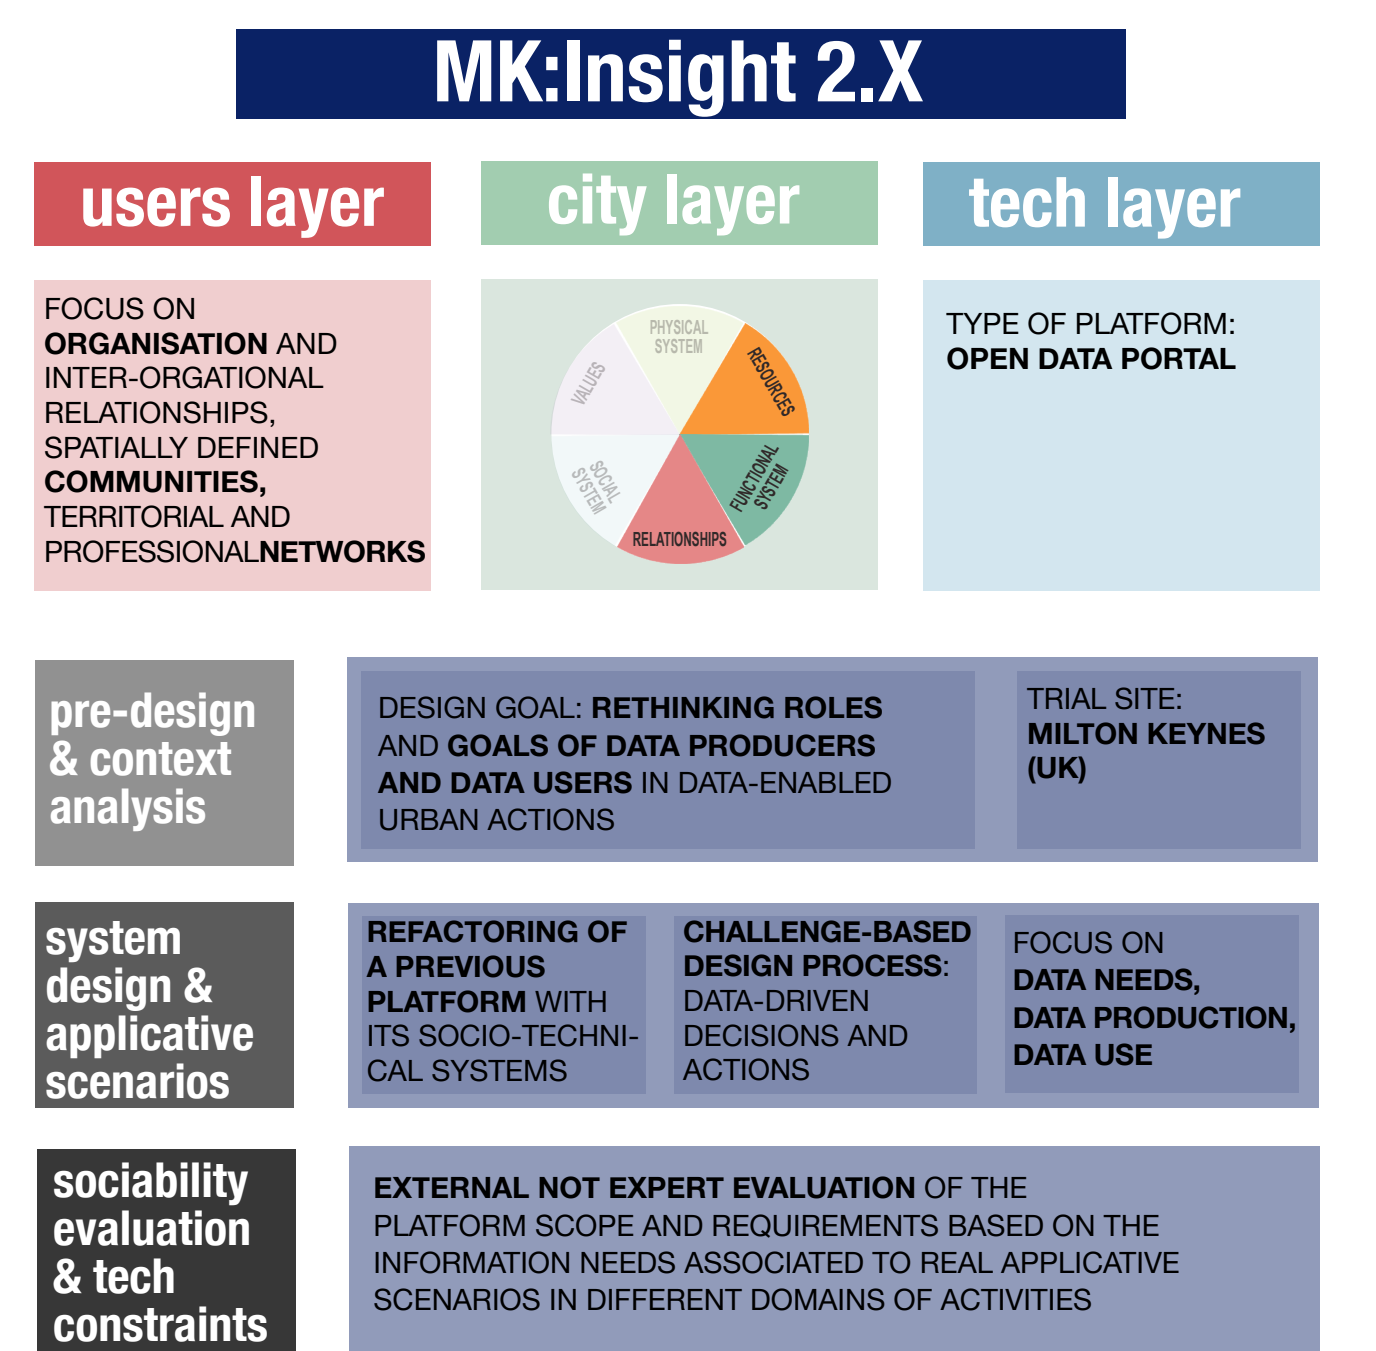 MK:Insight 2.X
users layer
city layer
tech layer
FOCUS ON
ORGANISATION AND
INTER-ORGATIONAL
RELATIONSHIPS,
SPATIALLY DEFINED
COMMUNITIES,
TERRITORIAL AND
PROFESSIONALNETWORKS
PHYSICAL
SYSTEM
RESOURCES
FUNCTIONAL
SYSTEM
RELATIONSHIPS
SOCIAL
SYSTEM
VALUES
TYPE OF PLATFORM:
OPEN DATA PORTAL
pre-design
& context
analysis
DESIGN GOAL: RETHINKING ROLES
AND GOALS OF DATA PRODUCERS
AND DATA USERS IN DATA-ENABLED
URBAN ACTIONS
TRIAL SITE:
MILTON KEYNES
(UK)
system
design &
applicative
scenarios
REFACTORING OF
A PREVIOUS
PLATFORM WITH
ITS SOCIO-TECHNI-
CAL SYSTEMS
CHALLENGE-BASED
DESIGN PROCESS:
DATA-DRIVEN
DECISIONS AND
ACTIONS
FOCUS ON
DATA NEEDS,
DATA PRODUCTION,
DATA USE
sociability
evaluation
& tech
constraints
EXTERNAL NOT EXPERT EVALUATION OF THE
PLATFORM SCOPE AND REQUIREMENTS BASED ON THE
INFORMATION NEEDS ASSOCIATED TO REAL APPLICATIVE
SCENARIOS IN DIFFERENT DOMAINS OF ACTIVITIES